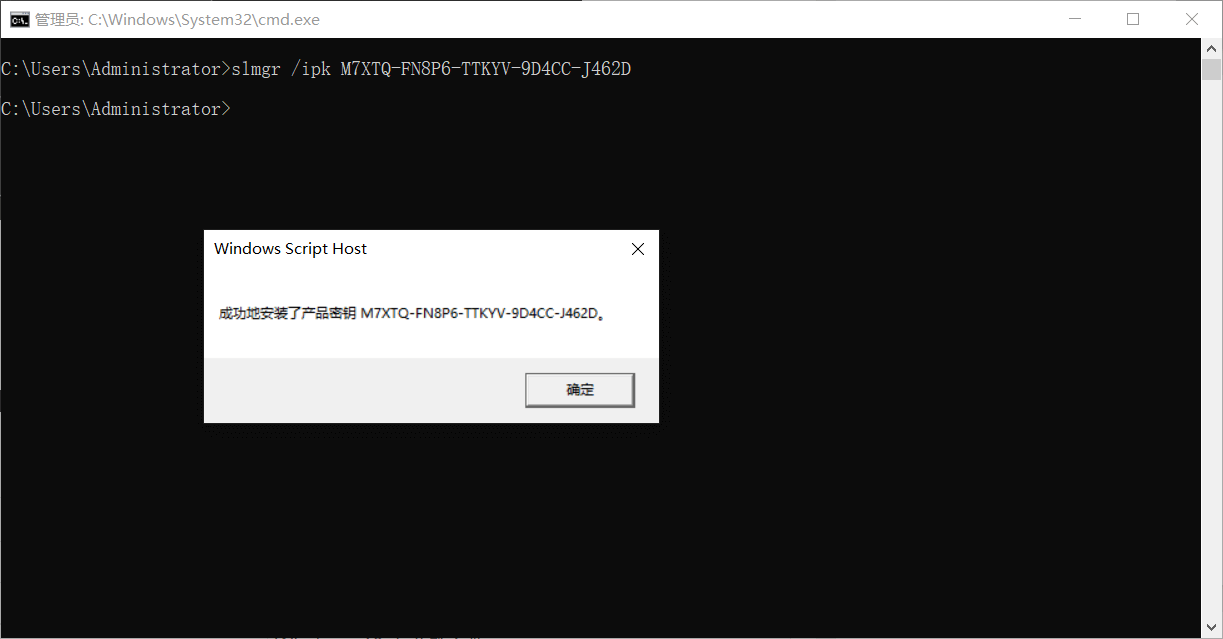 管理员: C:\Windows\System32\cmd.exe
C:\Users\Administrator>slmgr /ipk M7XTQ-FN8P6-TTKYV-9D4CC-J462D
C:\Users\Administrator>
Windows Script Host
成功地安装了产品密钥 M7XTQ-FN8P6-TTKYV-9D4CC-J462D。
确定